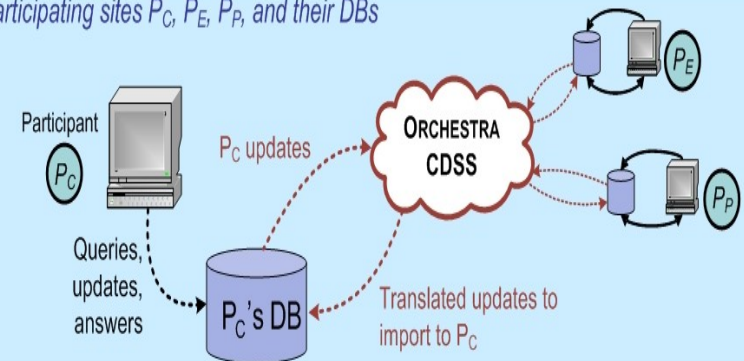 articipating sites PC, PE, PP, and their DBs
Participant
PC
PC updates
ORCHESTRA
CDSS
PE
PP
Queries,
updates,
answers
PC's DB
Translated updates to
import to PC